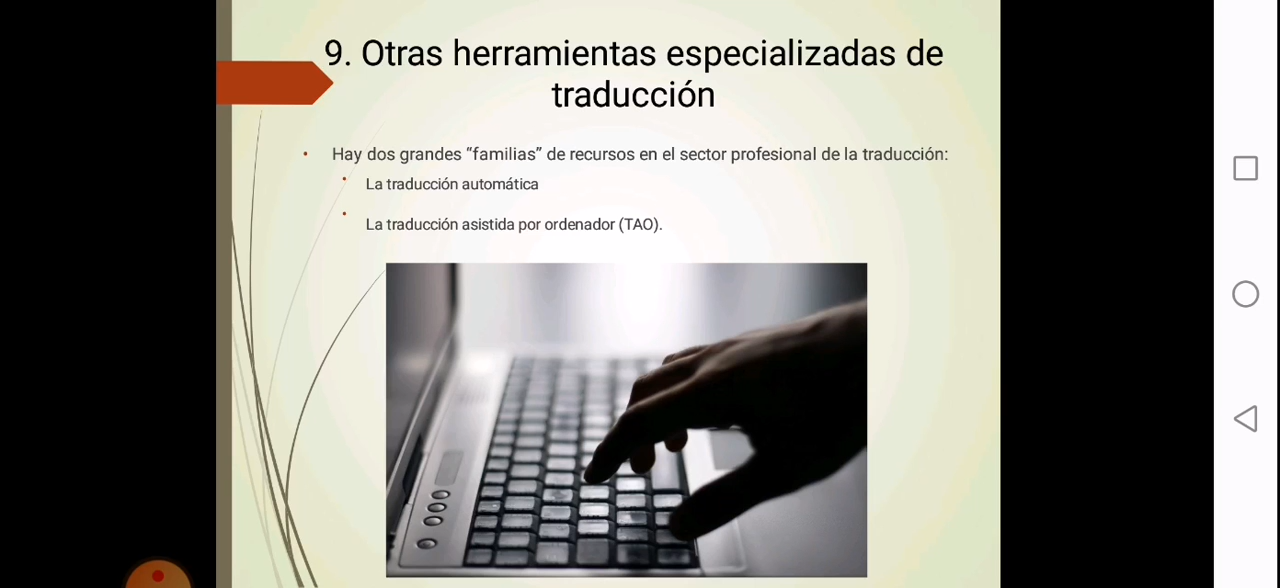 9. Otras herramientas especializadas de
traducción
Hay dos grandes “familias” de recursos en el sector profesional de la traducción:
La traducción automática
La traducción asistida por ordenador (TAO).